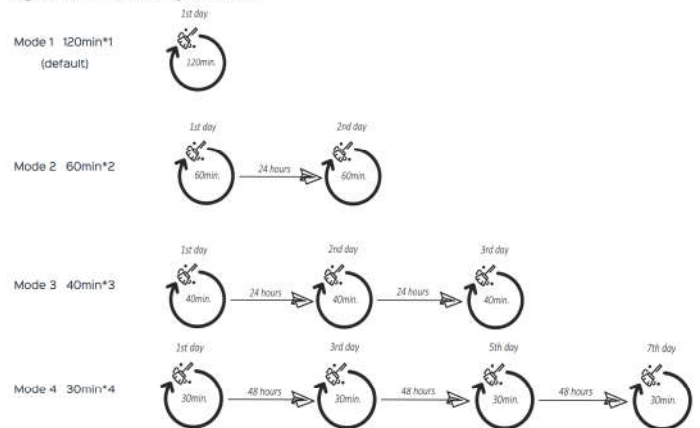 1st day
Mode 1 120min*1
(default)
120min.
1st day 2nd day
Mode 2 60min*2
60min. 24 hours 60min.
1st day 2nd day 3rd day
Mode 3 40min*3
40min. 24 hours 40min. 24 hours 40min.
1st day 3rd day 5th day 7th day
Mode 4 30min*4
30min. 48 hours 30min. 48 hours 30min. 48 hours 30min.